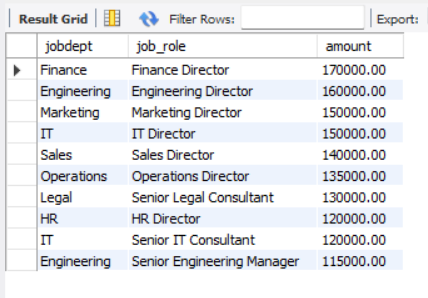 Result Grid Filter Rows: Export:
jobdept job_role amount
Finance Finance Director 170000.00
Engineering Engineering Director 160000.00
Marketing Marketing Director 150000.00
IT IT Director 150000.00
Sales Sales Director 140000.00
Operations Operations Director 135000.00
Legal Senior Legal Consultant 130000.00
HR HR Director 120000.00
IT Senior IT Consultant 120000.00
Engineering Senior Engineering Manager 115000.00